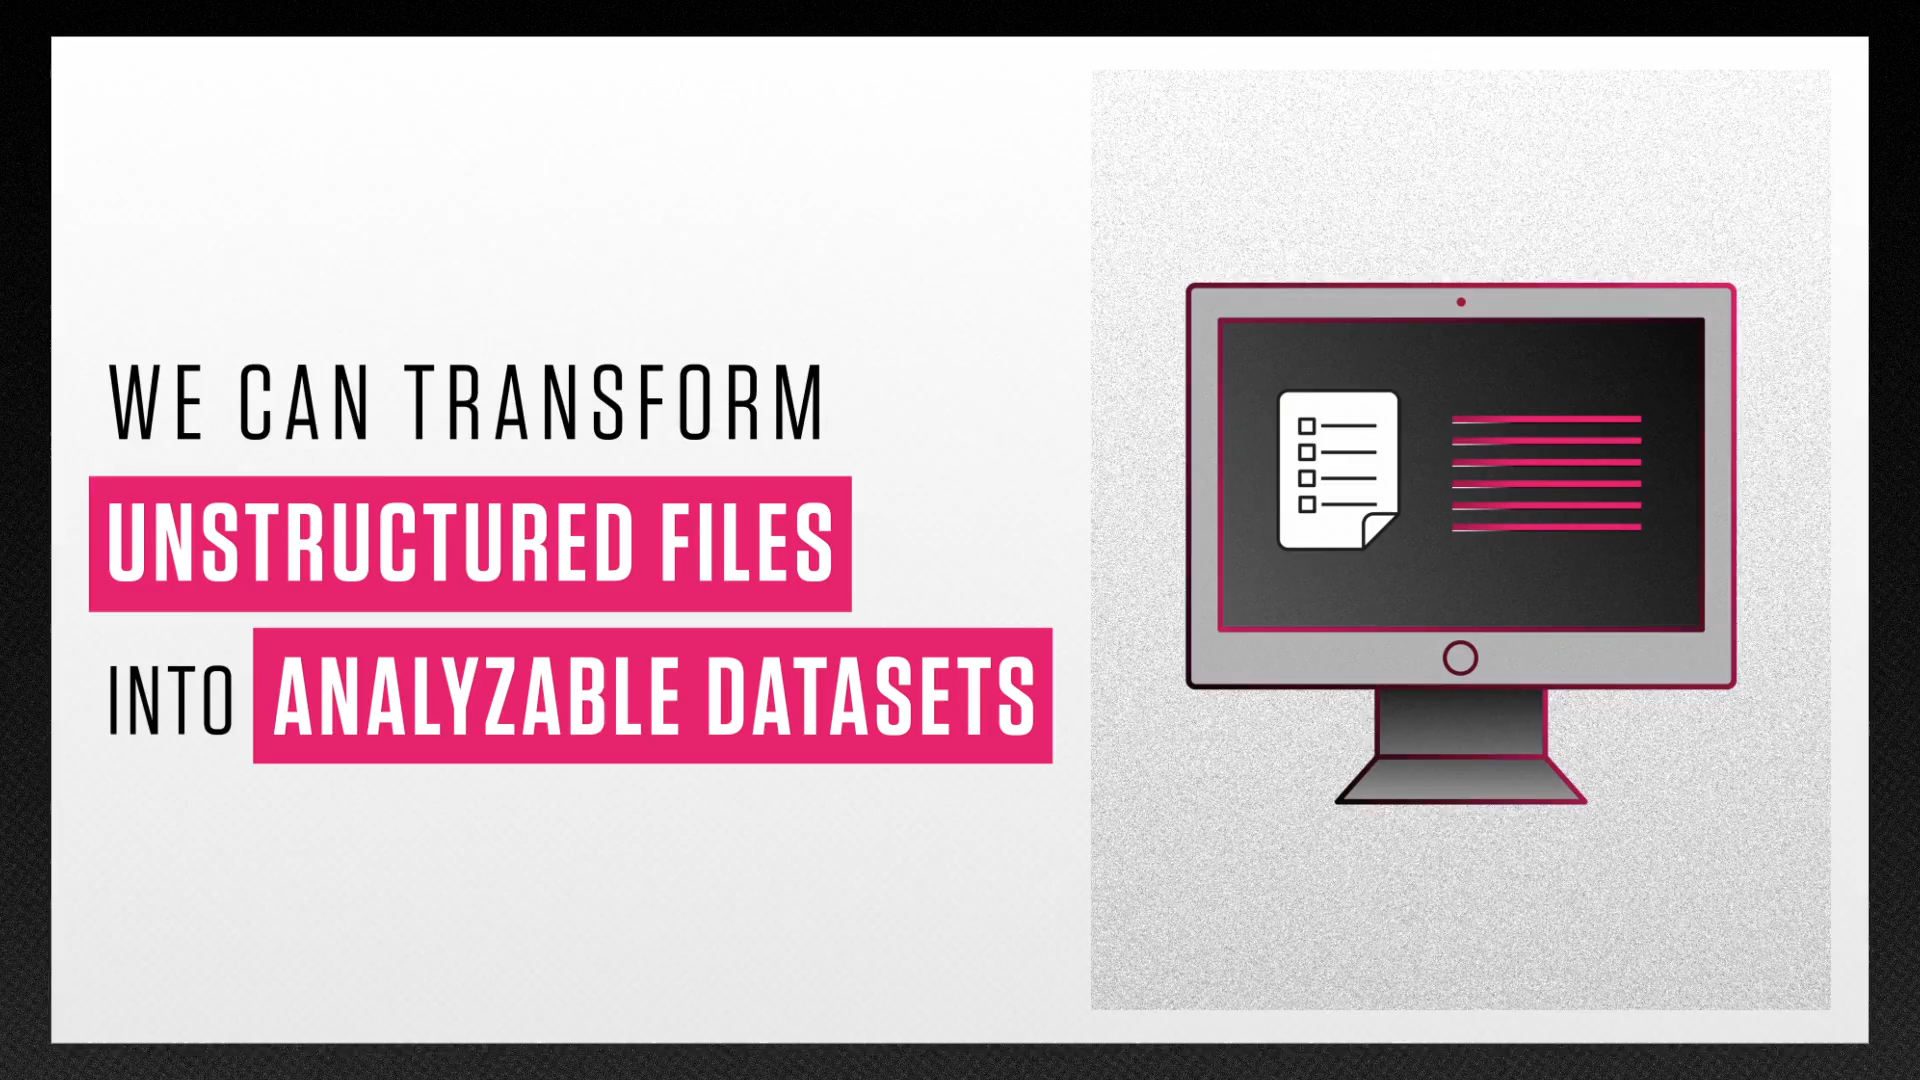 WE CAN TRANSFORM
UNSTRUCTURED FILES
INTO ANALYZABLE DATASETS